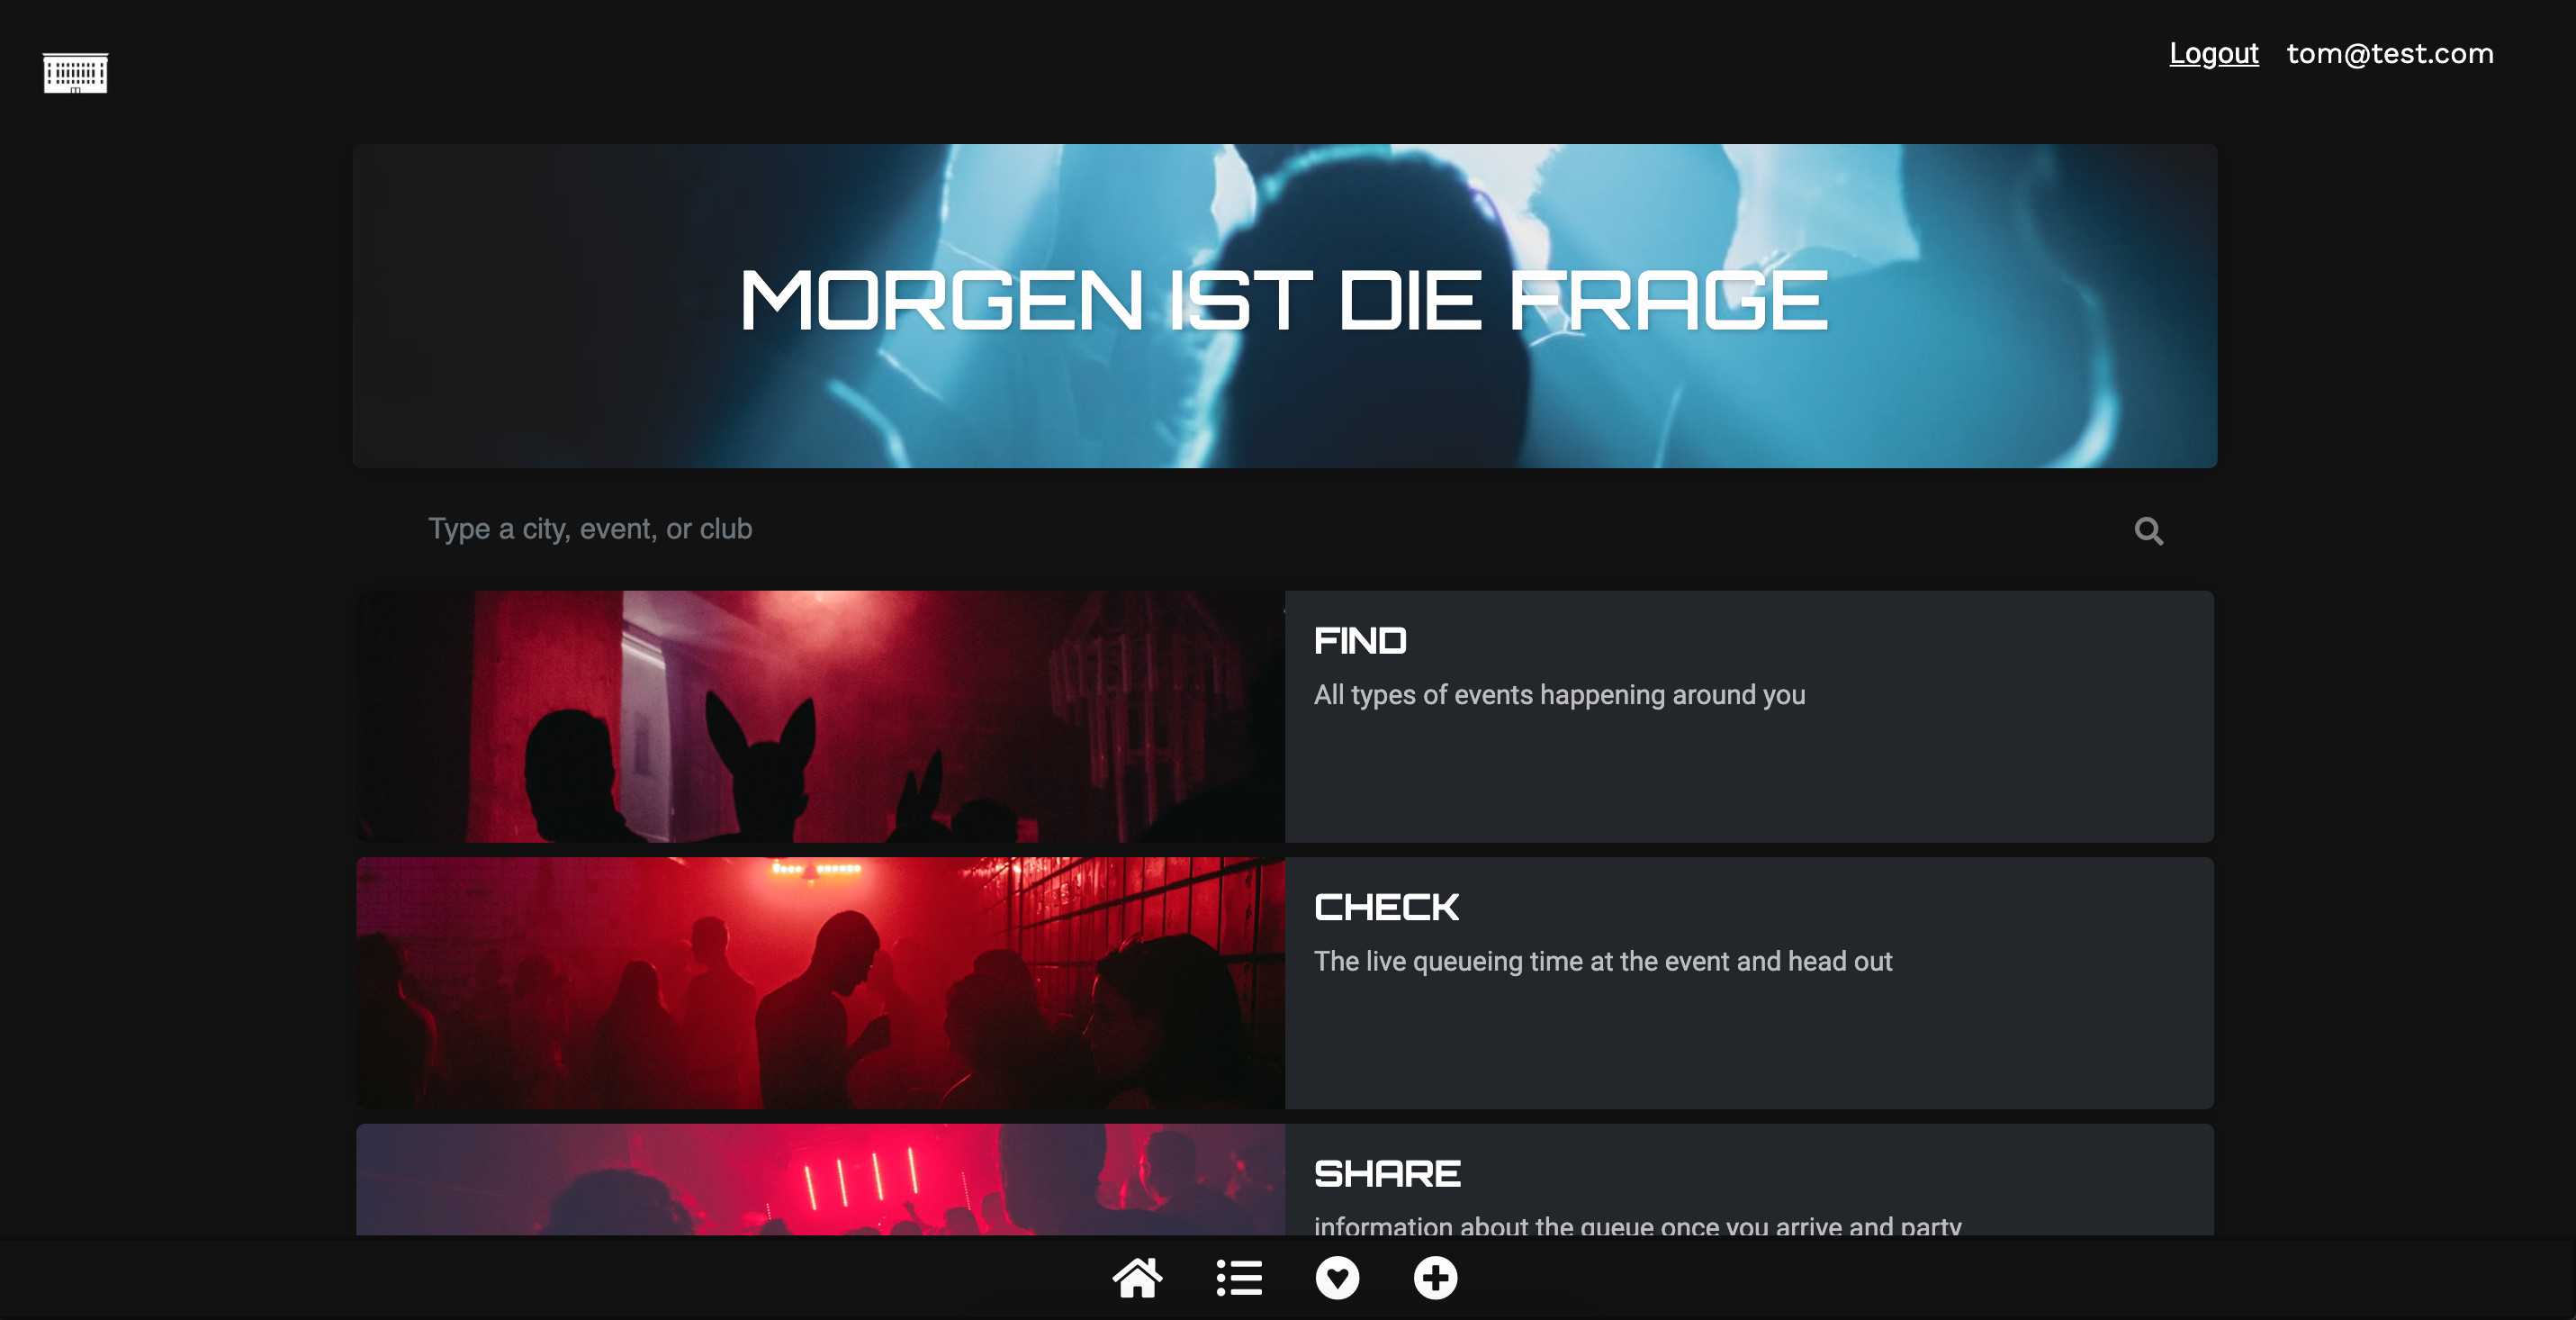 Logout tom@test.com
MORGEN IST DIE FRAGE
Type a city, event, or club
FIND
All types of events happening around you
CHECK
The live queueing time at the event and head out
SHARE
information about the queue once you arrive and party